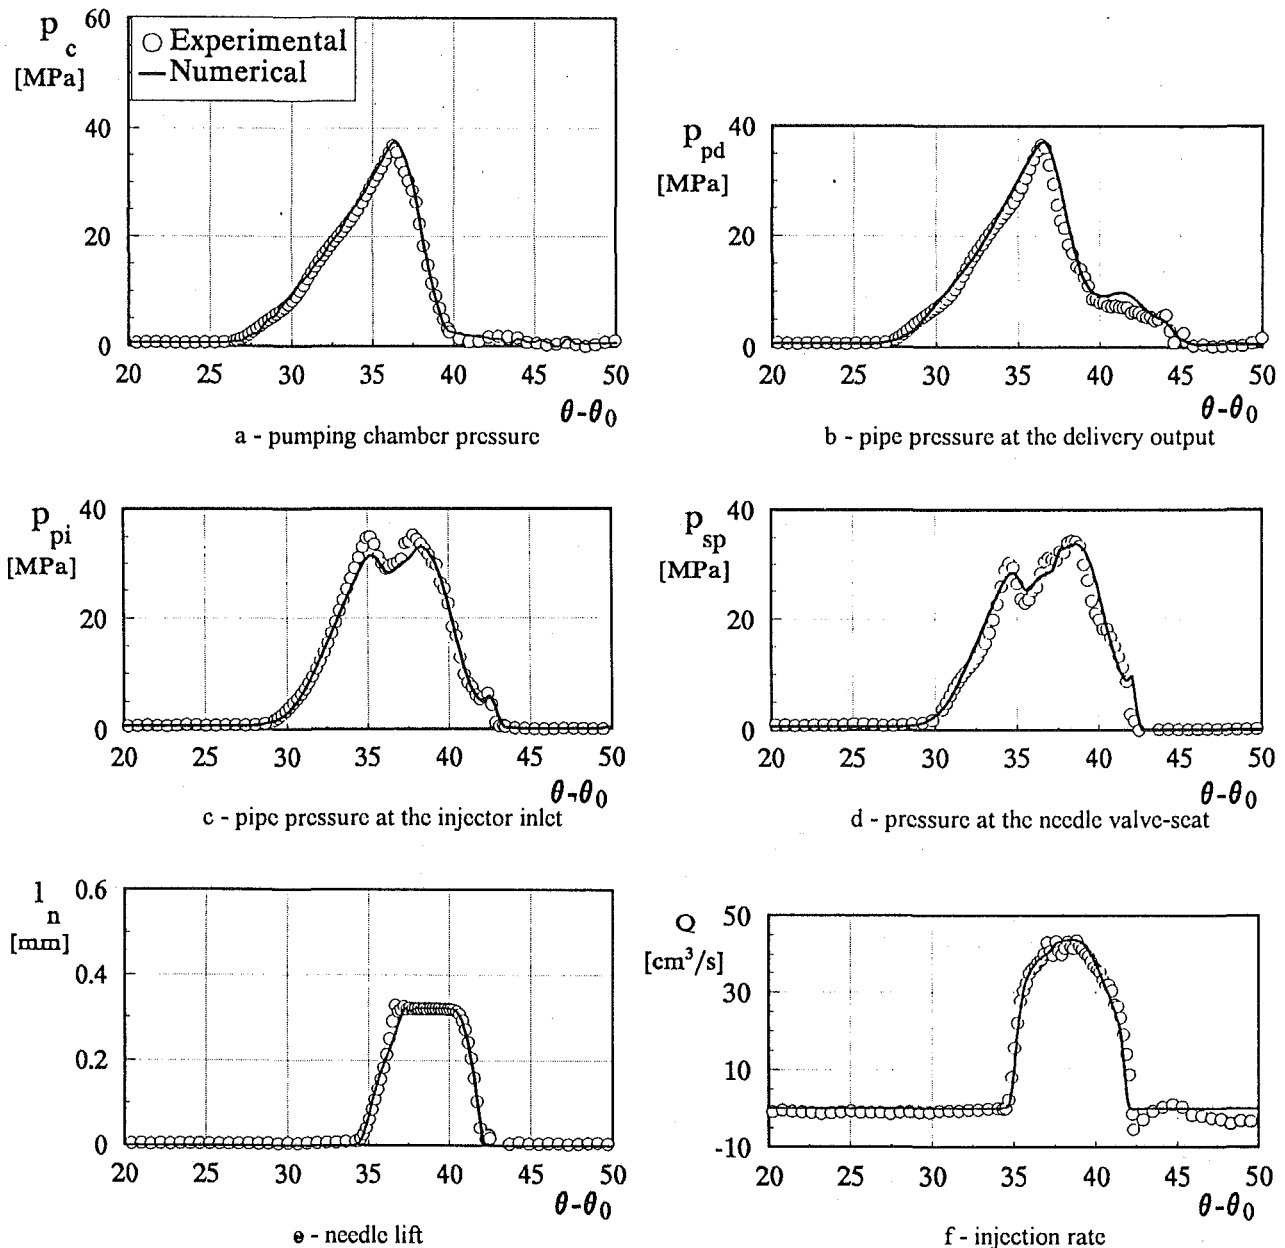 p c
[MPa]
60
40
20
0
○ Experimental
— Numerical
20 25 30 35 40 45 50
θ-θ0
a - pumping chamber pressure
p pd
[MPa]
40
20
0
20 25 30 35 40 45 50
θ-θ0
b - pipe pressure at the delivery output
p pi
[MPa]
40
20
0
20 25 30 35 40 45 50
θ-θ0
c - pipe pressure at the injector inlet
p sp
[MPa]
40
20
0
20 25 30 35 40 45 50
θ-θ0
d - pressure at the needle valve-seat
l n
[mm]
0.6
0.4
0.2
0
20 25 30 35 40 45 50
θ-θ0
e - needle lift
Q
[cm³/s]
50
30
10
-10
20 25 30 35 40 45 50
θ-θ0
f - injection rate